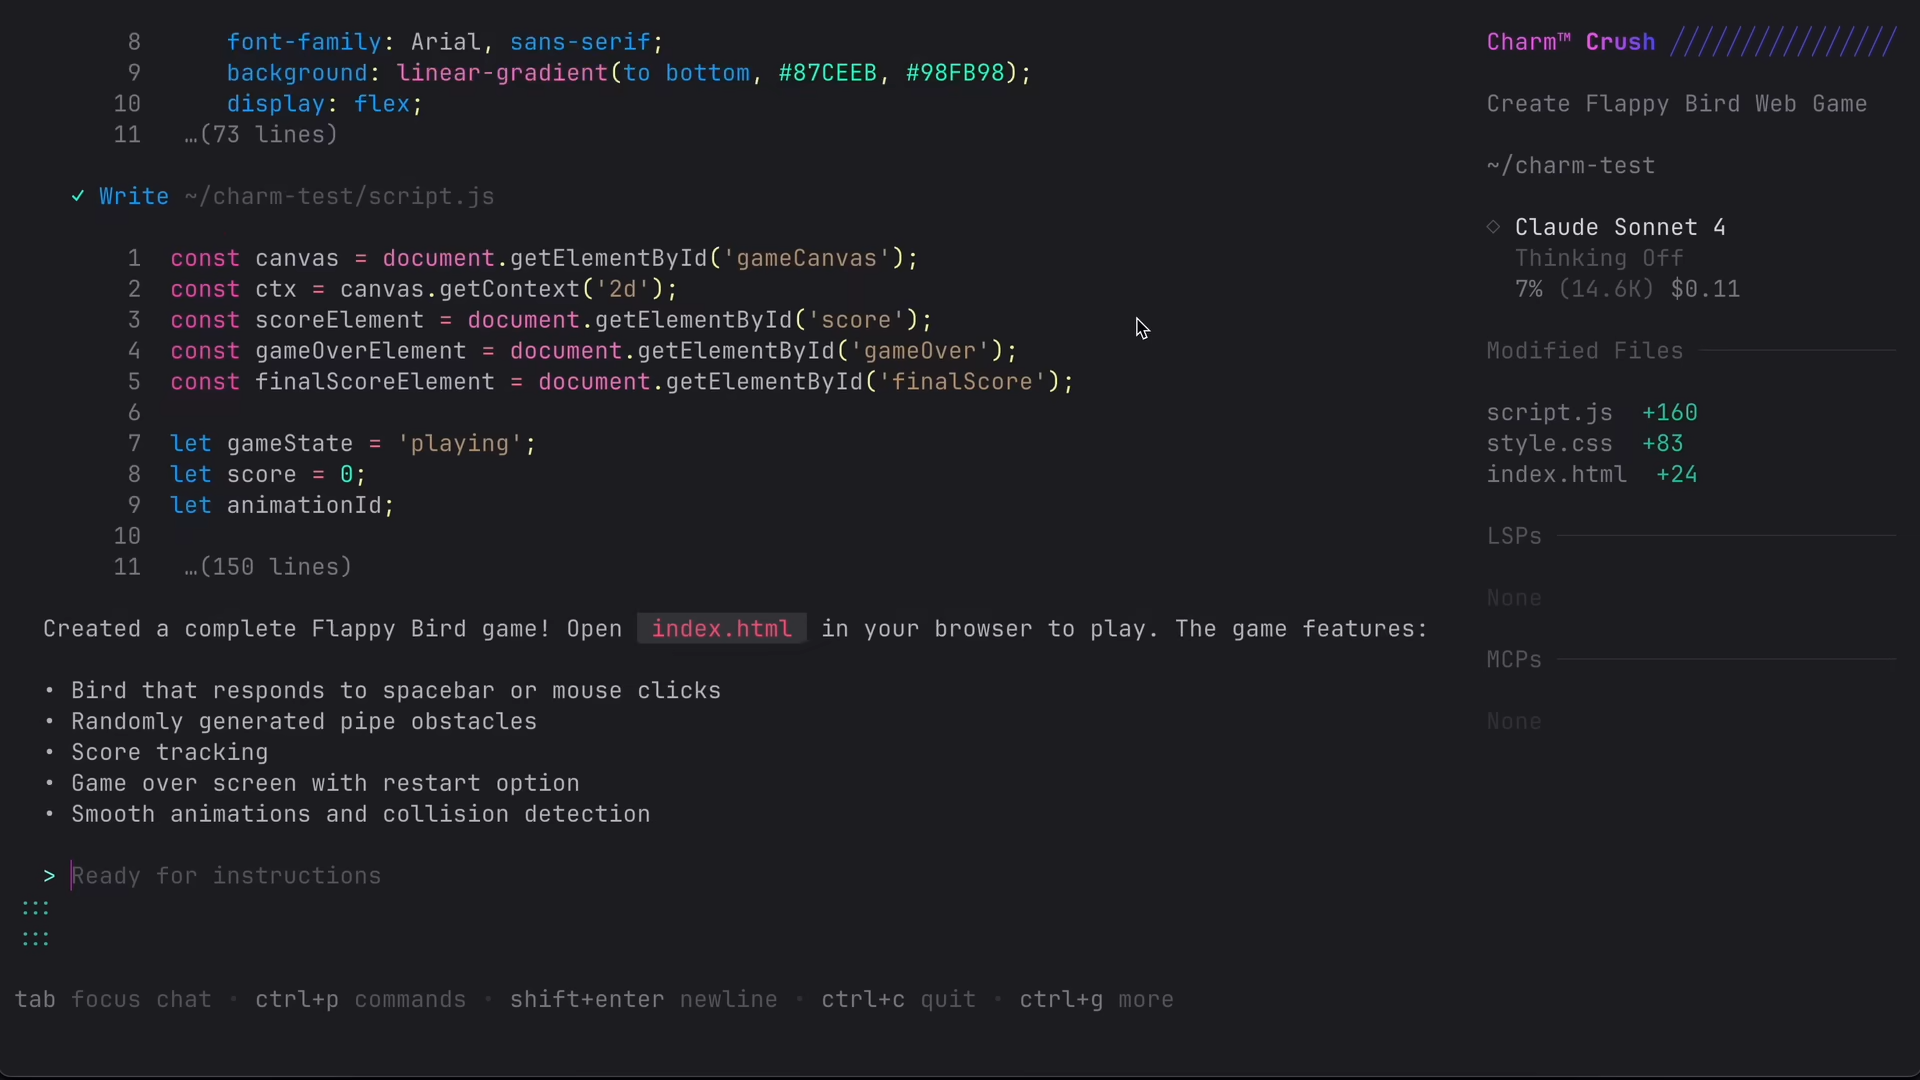 8 font-family: Arial, sans-serif;
9 background: linear-gradient(to bottom, #87CEEB, #98FB98);
10 display: flex;
11 …(73 lines)
✓ Write ~/charm-test/script.js
1 const canvas = document.getElementById('gameCanvas');
2 const ctx = canvas.getContext('2d');
3 const scoreElement = document.getElementById('score');
4 const gameOverElement = document.getElementById('gameOver');
5 const finalScoreElement = document.getElementById('finalScore');
6
7 let gameState = 'playing';
8 let score = 0;
9 let animationId;
10
11 …(150 lines)
Created a complete Flappy Bird game! Open index.html in your browser to play. The game features:
• Bird that responds to spacebar or mouse clicks
• Randomly generated pipe obstacles
• Score tracking
• Game over screen with restart option
• Smooth animations and collision detection
> Ready for instructions
:::
:::
tab focus chat · ctrl+p commands · shift+enter newline · ctrl+c quit · ctrl+g more
Charm™ Crush ////////////////
Create Flappy Bird Web Game
~/charm-test
◇ Claude Sonnet 4
Thinking Off
7% (14.6K) $0.11
Modified Files
script.js +160
style.css +83
index.html +24
LSPs
None
MCPs
None